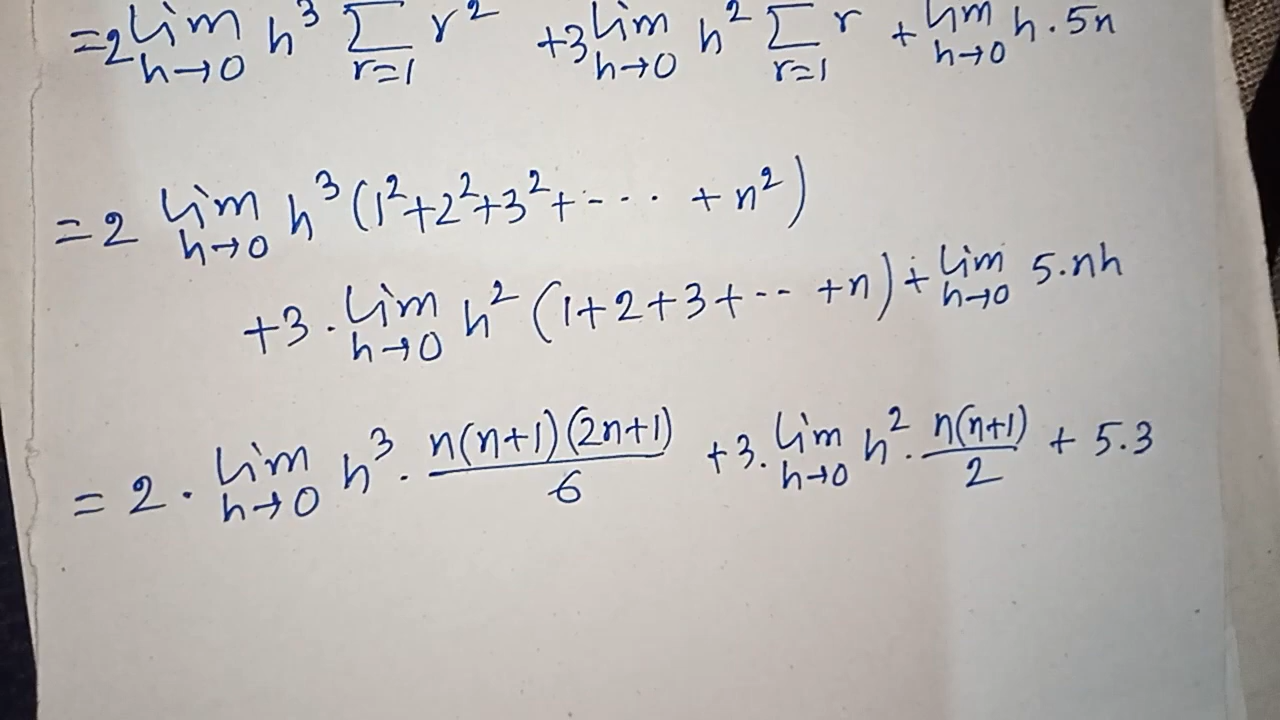 =2 lim h→0 h³ Σ r=1 r² +3 lim h→0 h² Σ r=1 r + lim h→0 h·5n
=2 lim h→0 h³ (1²+2²+3²+-··· +n²)
+3· lim h→0 h² (1+2+3+-·· +n) + lim h→0 5·nh
= 2· lim h→0 h³ · n(n+1)(2n+1)/6 +3· lim h→0 h² · n(n+1)/2 + 5.3